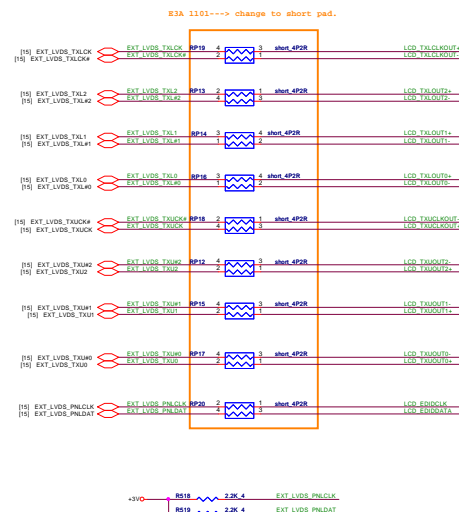 E3A 1101---> change to short pad.
[15] EXT_LVDS_TXLCK EXT_LVDS_TXLCK RP19 4 3 short_4P2R LCD_TXLCLKOUT+
[15] EXT_LVDS_TXLCK# EXT_LVDS_TXLCK# 2 1 LCD_TXLCLKOUT-
[15] EXT_LVDS_TXL2 EXT_LVDS_TXL2 RP13 2 1 short_4P2R LCD_TXLOUT2+
[15] EXT_LVDS_TXL#2 EXT_LVDS_TXL#2 4 3 LCD_TXLOUT2-
[15] EXT_LVDS_TXL1 EXT_LVDS_TXL1 RP14 3 4 short_4P2R LCD_TXLOUT1+
[15] EXT_LVDS_TXL#1 EXT_LVDS_TXL#1 1 2 LCD_TXLOUT1-
[15] EXT_LVDS_TXL0 EXT_LVDS_TXL0 RP16 3 4 short_4P2R LCD_TXLOUT0+
[15] EXT_LVDS_TXL#0 EXT_LVDS_TXL#0 1 2 LCD_TXLOUT0-
[15] EXT_LVDS_TXUCK# EXT_LVDS_TXUCK# RP18 2 1 short_4P2R LCD_TXUCLKOUT-
[15] EXT_LVDS_TXUCK EXT_LVDS_TXUCK 4 3 LCD_TXUCLKOUT+
[15] EXT_LVDS_TXU#2 EXT_LVDS_TXU#2 RP12 4 3 short_4P2R LCD_TXUOUT2-
[15] EXT_LVDS_TXU2 EXT_LVDS_TXU2 2 1 LCD_TXUOUT2+
[15] EXT_LVDS_TXU#1 EXT_LVDS_TXU#1 RP15 4 3 short_4P2R LCD_TXUOUT1-
[15] EXT_LVDS_TXU1 EXT_LVDS_TXU1 2 1 LCD_TXUOUT1+
[15] EXT_LVDS_TXU#0 EXT_LVDS_TXU#0 RP17 4 3 short_4P2R LCD_TXUOUT0-
[15] EXT_LVDS_TXU0 EXT_LVDS_TXU0 2 1 LCD_TXUOUT0+
[15] EXT_LVDS_PNLCLK EXT_LVDS_PNLCLK RP20 2 1 short_4P2R LCD_EDIDCLK
[15] EXT_LVDS_PNLDAT EXT_LVDS_PNLDAT 4 3 LCD_EDIDDATA
+3V R518 2.2K_4 EXT_LVDS_PNLCLK
R519 2.2K_4 EXT_LVDS_PNLDAT